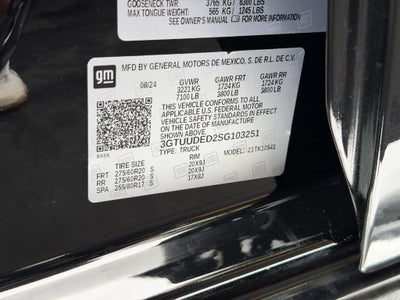 GOOSENECK TWR: 3765 KG / 8300 LBS
MAX TONGUE WEIGHT: 565 KG / 1245 LBS
SEE OWNER'S MANUAL FOR MORE INFORMATION
gm
MFD BY GENERAL MOTORS DE MEXICO, S. DE R.L. DE C.V.
08/24 GVWR GAWR FRT GAWR RR
3221 KG 1724 KG 1724 KG
7100 LB 3800 LB 3800 LB
THIS VEHICLE CONFORMS TO ALL
APPLICABLE U.S. FEDERAL MOTOR
VEHICLE SAFETY STANDARDS IN
EFFECT ON THE DATE OF
MANUFACTURE SHOWN ABOVE.
3GTUUDED2SG103251
TYPE: TRUCK MODEL: 21TK10543
TIRE SIZE RIM
FRT 275/60R20 S 20X9J
RR 275/60R20 S 20X9J
SP 255/80R17 S 17X8J